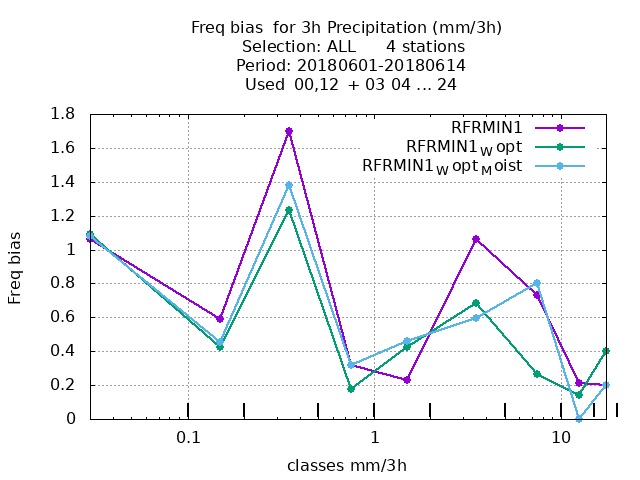 Freq bias  for 3h Precipitation (mm/3h)
Selection: ALL      4 stations
Period: 20180601-20180614
Used  00,12  + 03 04 ... 24
RFRMIN1
RFRMIN1Wopt
RFRMIN1WoptMoist
1.8
1.6
1.4
1.2
1
0.8
0.6
0.4
0.2
0
Freq bias
0.1 1 10
classes mm/3h